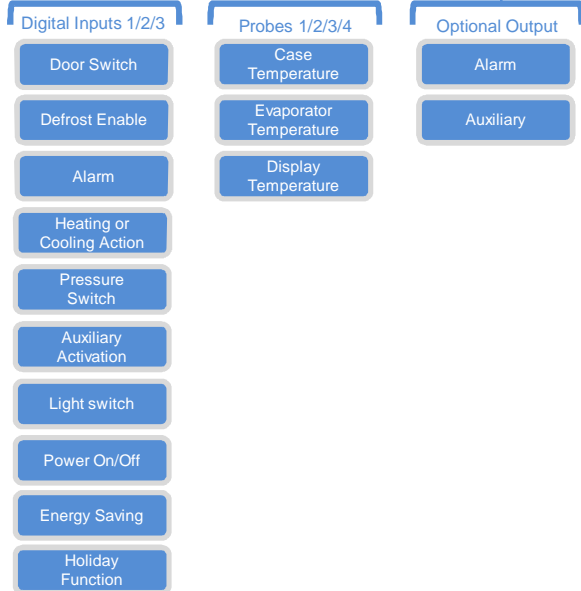 Digital Inputs 1/2/3
Door Switch
Defrost Enable
Alarm
Heating or
Cooling Action
Pressure
Switch
Auxiliary
Activation
Light switch
Power On/Off
Energy Saving
Holiday
Function
Probes 1/2/3/4
Case
Temperature
Evaporator
Temperature
Display
Temperature
Optional Output
Alarm
Auxiliary